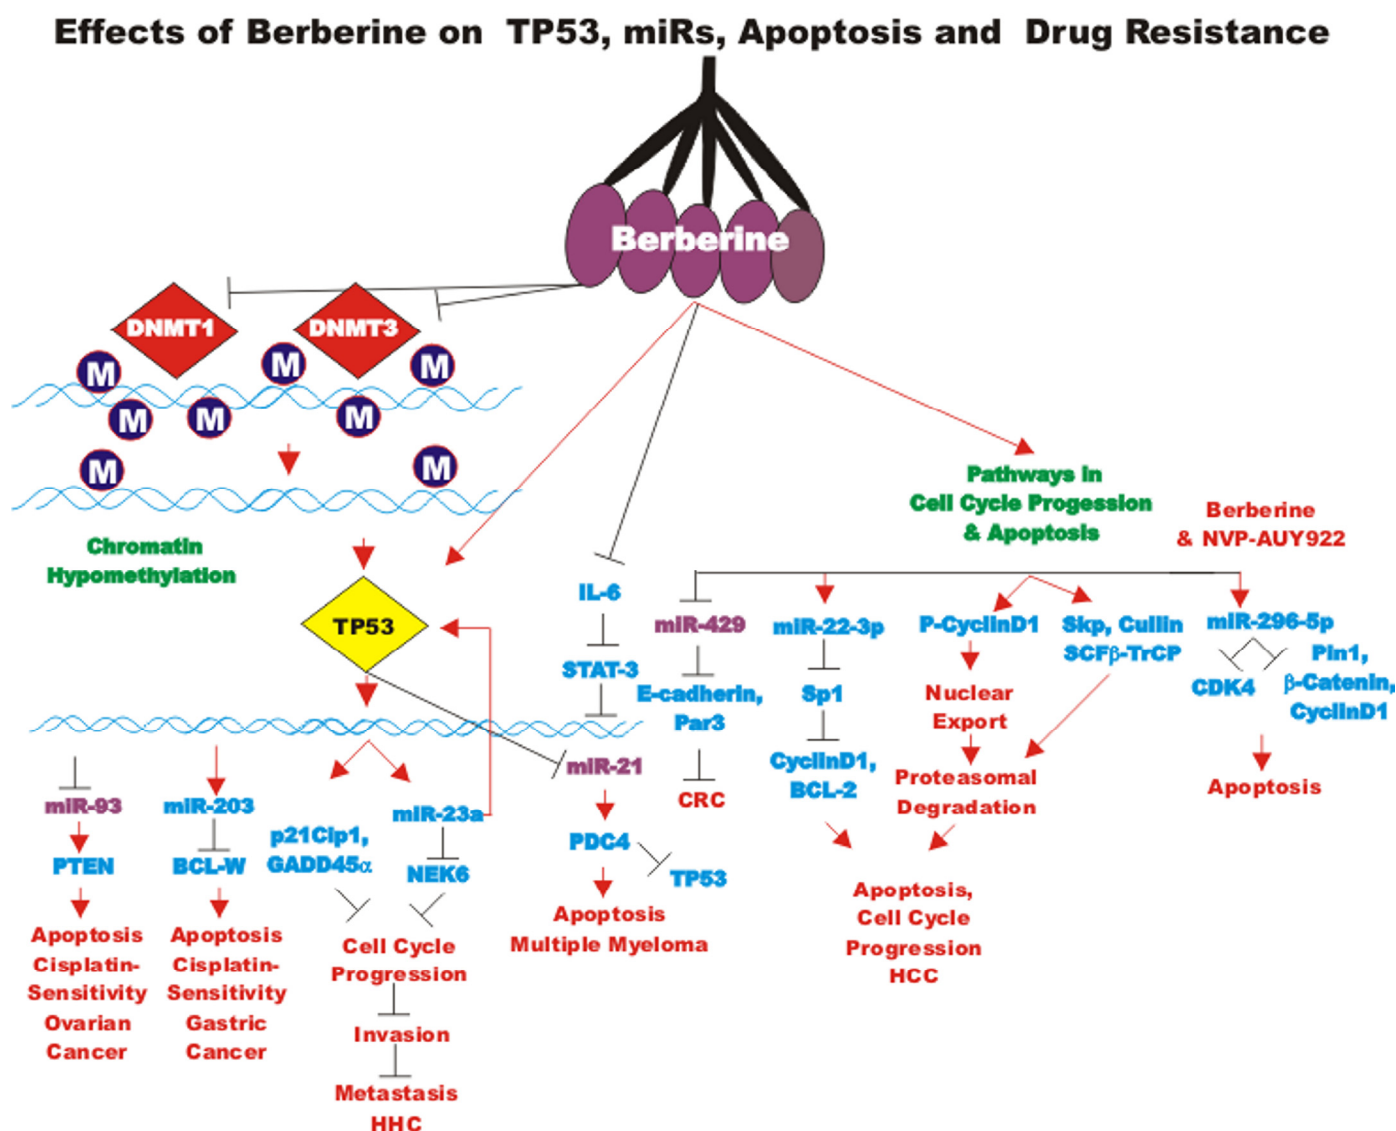 Effects of Berberine on TP53, miRs, Apoptosis and Drug Resistance
Berberine
DNMT1
DNMT3
M
M
M
M
M
M
M
M
Chromatin
Hypomethylation
TP53
Pathways in
Cell Cycle Progession
& Apoptosis
Berberine
& NVP-AUY922
IL-6
STAT-3
miR-21
PDC4
TP53
Apoptosis
Multiple Myeloma
miR-429
E-cadherin,
Par3
CRC
miR-22-3p
Sp1
CyclinD1,
BCL-2
P-CyclinD1
Nuclear
Export
Proteasomal
Degradation
Skp, Cullin
SCFβ-TrCP
Apoptosis,
Cell Cycle
Progression
HCC
miR-296-5p
CDK4
Pin1,
β-Catenin,
CyclinD1
Apoptosis
miR-93
PTEN
Apoptosis
Cisplatin-
Sensitivity
Ovarian
Cancer
miR-203
BCL-W
Apoptosis
Cisplatin-
Sensitivity
Gastric
Cancer
p21Cip1,
GADD45α
miR-23a
NEK6
Cell Cycle
Progression
Invasion
Metastasis
HHC